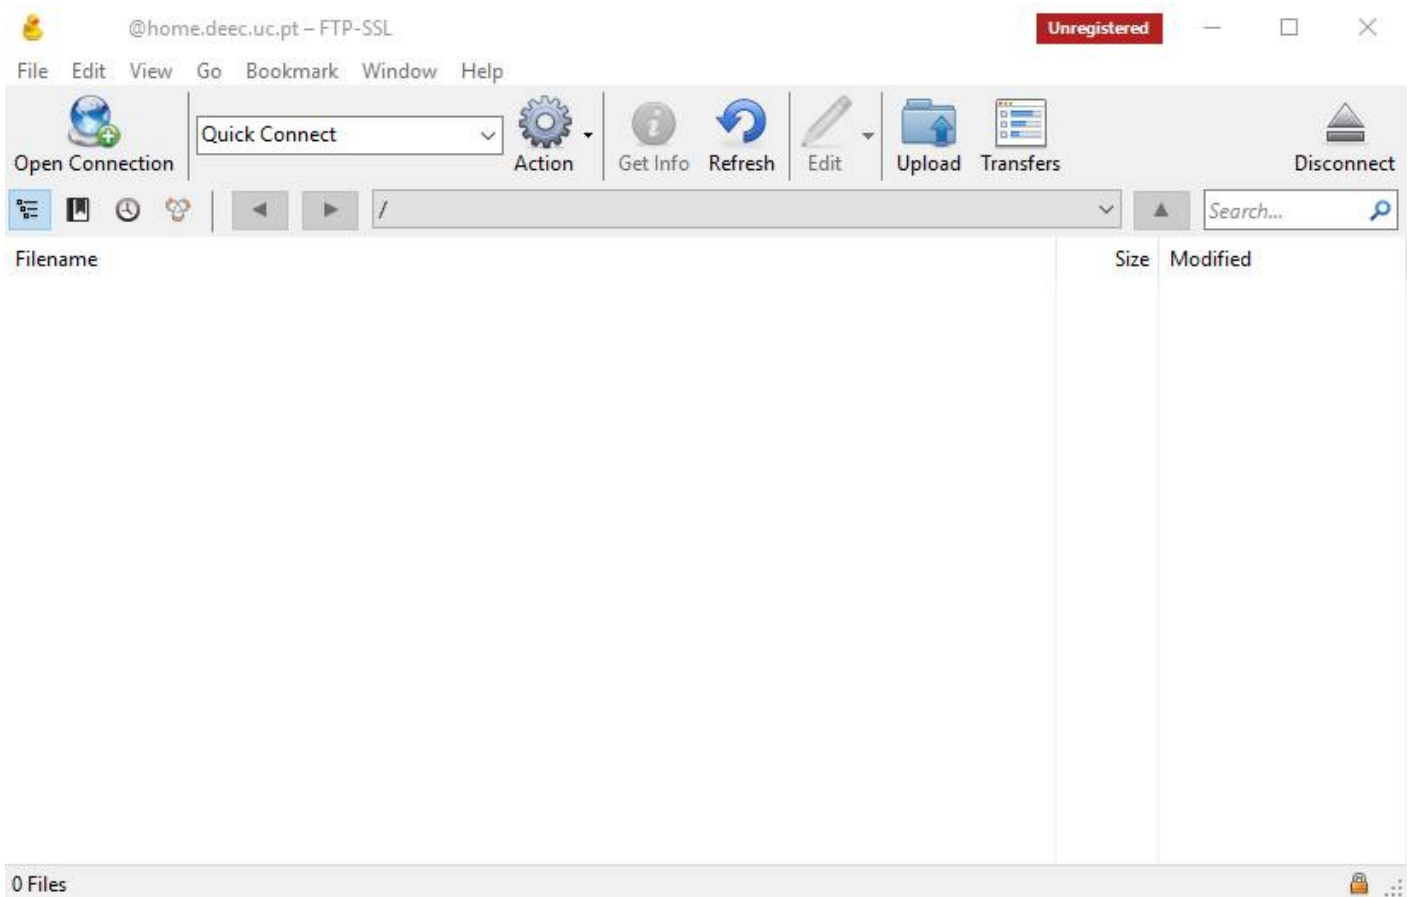 @home.deec.uc.pt – FTP-SSL Unregistered
File Edit View Go Bookmark Window Help
Quick Connect
Open Connection Action Get Info Refresh Edit Upload Transfers Disconnect
/ Search...
Filename Size Modified
0 Files